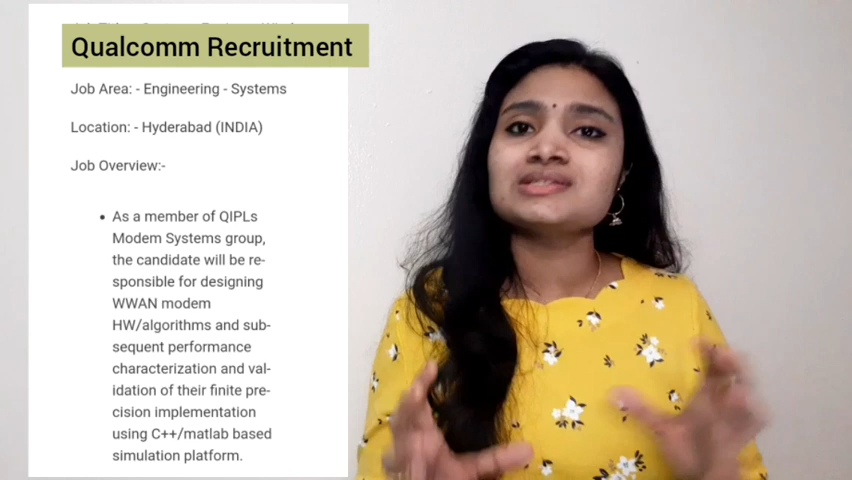 Qualcomm Recruitment
Job Area: - Engineering - Systems
Location: - Hyderabad (INDIA)
Job Overview:-
• As a member of QIPLs
Modem Systems group,
the candidate will be re-
sponsible for designing
WWAN modem
HW/algorithms and sub-
sequent performance
characterization and val-
idation of their finite pre-
cision implementation
using C++/matlab based
simulation platform.